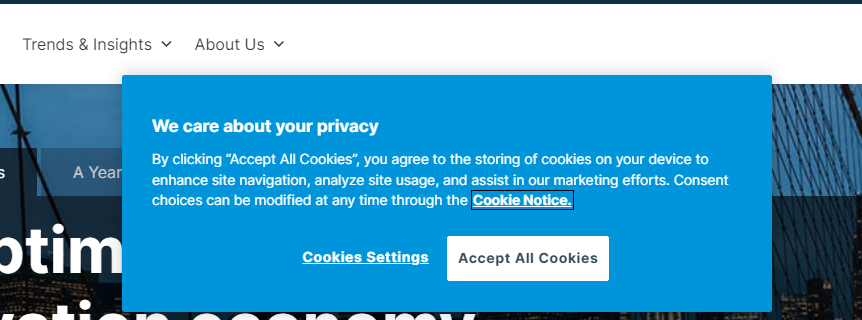 Trends & Insights About Us
We care about your privacy
By clicking “Accept All Cookies”, you agree to the storing of cookies on your device to
enhance site navigation, analyze site usage, and assist in our marketing efforts. Consent
choices can be modified at any time through the Cookie Notice.
A Year
Cookies Settings Accept All Cookies
economy